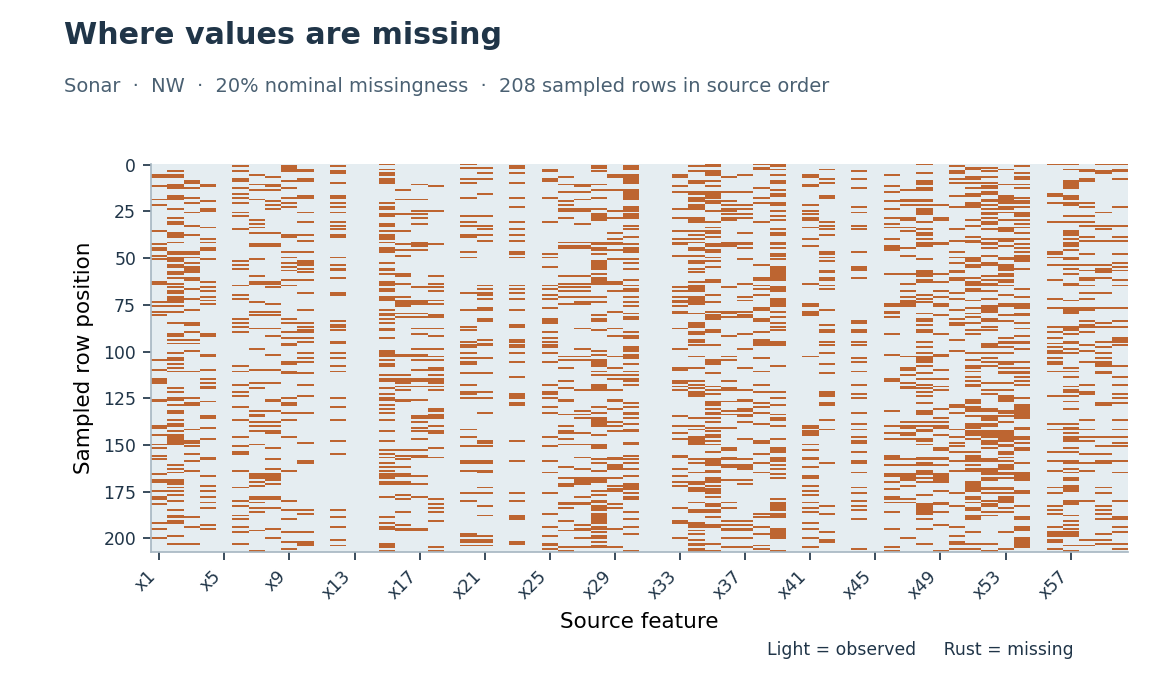 Where values are missing
Sonar · NW · 20% nominal missingness · 208 sampled rows in source order
0
25
50
75
100
125
150
175
200
Sampled row position
x1 x5 x9 x13 x17 x21 x25 x29 x33 x37 x41 x45 x49 x53 x57
Source feature
Light = observed Rust = missing